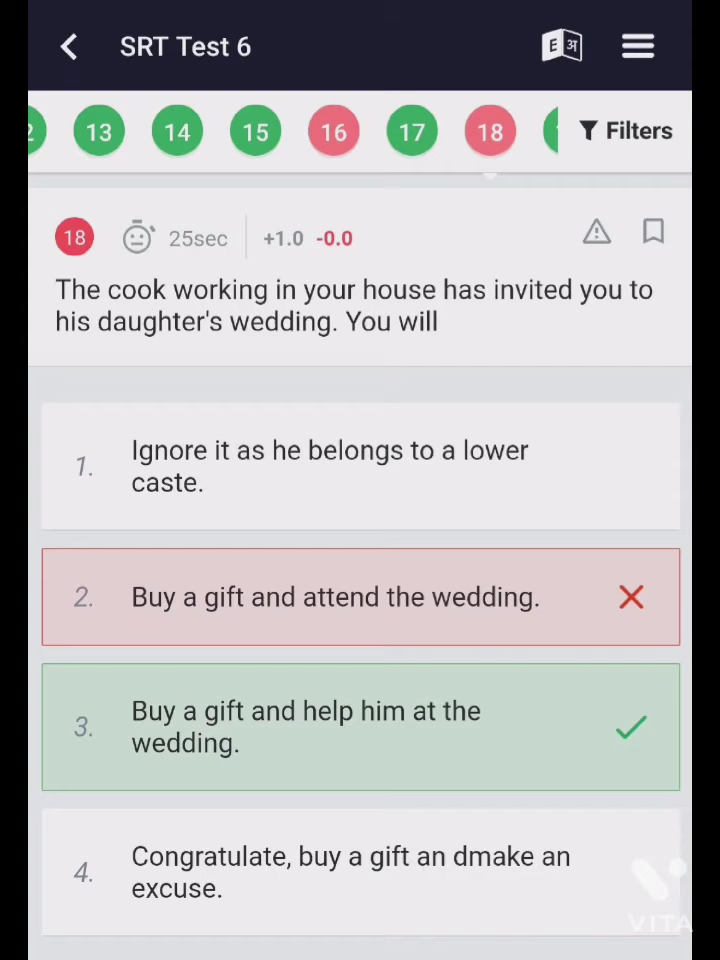 SRT Test 6
E अ
2 13 14 15 16 17 18 Filters
18 25sec +1.0 -0.0
The cook working in your house has invited you to
his daughter's wedding. You will
1. Ignore it as he belongs to a lower
caste.
2. Buy a gift and attend the wedding.
3. Buy a gift and help him at the
wedding.
4. Congratulate, buy a gift an dmake an
excuse.
VITA